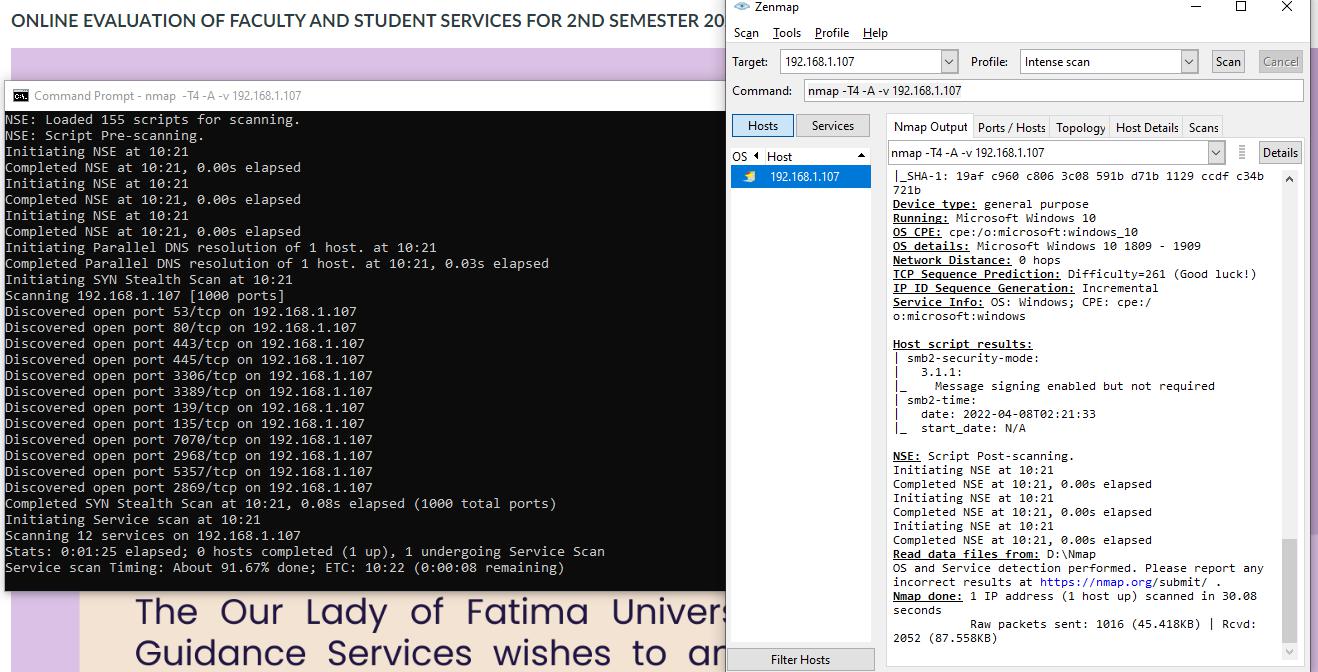 ONLINE EVALUATION OF FACULTY AND STUDENT SERVICES FOR 2ND SEMESTER 20
Command Prompt - nmap -T4 -A -v 192.168.1.107
NSE: Loaded 155 scripts for scanning.
NSE: Script Pre-scanning.
Initiating NSE at 10:21
Completed NSE at 10:21, 0.00s elapsed
Initiating NSE at 10:21
Completed NSE at 10:21, 0.00s elapsed
Initiating NSE at 10:21
Completed NSE at 10:21, 0.00s elapsed
Initiating Parallel DNS resolution of 1 host. at 10:21
Completed Parallel DNS resolution of 1 host. at 10:21, 0.03s elapsed
Initiating SYN Stealth Scan at 10:21
Scanning 192.168.1.107 [1000 ports]
Discovered open port 53/tcp on 192.168.1.107
Discovered open port 80/tcp on 192.168.1.107
Discovered open port 443/tcp on 192.168.1.107
Discovered open port 445/tcp on 192.168.1.107
Discovered open port 3306/tcp on 192.168.1.107
Discovered open port 3389/tcp on 192.168.1.107
Discovered open port 139/tcp on 192.168.1.107
Discovered open port 135/tcp on 192.168.1.107
Discovered open port 7070/tcp on 192.168.1.107
Discovered open port 2968/tcp on 192.168.1.107
Discovered open port 5357/tcp on 192.168.1.107
Discovered open port 2869/tcp on 192.168.1.107
Completed SYN Stealth Scan at 10:21, 0.08s elapsed (1000 total ports)
Initiating Service scan at 10:21
Scanning 12 services on 192.168.1.107
Stats: 0:01:25 elapsed; 0 hosts completed (1 up), 1 undergoing Service Scan
Service scan Timing: About 91.67% done; ETC: 10:22 (0:00:08 remaining)
The Our Lady of Fatima Univers
Guidance Services wishes to an
Zenmap
Scan Tools Profile Help
Target: 192.168.1.107 Profile: Intense scan Scan Cancel
Command: nmap -T4 -A -v 192.168.1.107
Hosts Services
OS Host
192.168.1.107
Filter Hosts
Nmap Output Ports / Hosts Topology Host Details Scans
nmap -T4 -A -v 192.168.1.107 Details
|_SHA-1: 19af c960 c806 3c08 591b d71b 1129 ccdf c34b
721b
Device type: general purpose
Running: Microsoft Windows 10
OS CPE: cpe:/o:microsoft:windows_10
OS details: Microsoft Windows 10 1809 - 1909
Network Distance: 0 hops
TCP Sequence Prediction: Difficulty=261 (Good luck!)
IP ID Sequence Generation: Incremental
Service Info: OS: Windows; CPE: cpe:/
o:microsoft:windows
Host script results:
| smb2-security-mode:
|   3.1.1:
|_    Message signing enabled but not required
| smb2-time:
|   date: 2022-04-08T02:21:33
|_  start_date: N/A
NSE: Script Post-scanning.
Initiating NSE at 10:21
Completed NSE at 10:21, 0.00s elapsed
Initiating NSE at 10:21
Completed NSE at 10:21, 0.00s elapsed
Initiating NSE at 10:21
Completed NSE at 10:21, 0.00s elapsed
Read data files from: D:\Nmap
OS and Service detection performed. Please report any
incorrect results at https://nmap.org/submit/ .
Nmap done: 1 IP address (1 host up) scanned in 30.08
seconds
Raw packets sent: 1016 (45.418KB) | Rcvd:
2052 (87.558KB)